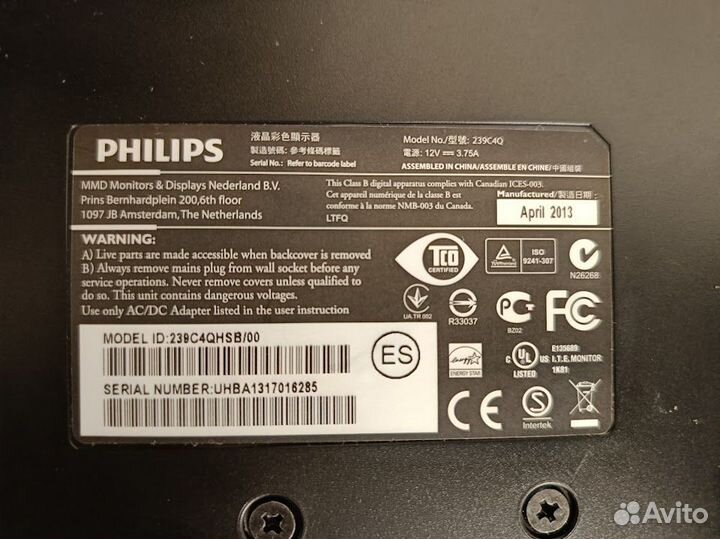 PHILIPS
液晶彩色顯示器
製造號碼: 參考條碼標籤
Serial No.: Refer to barcode label
Model No./型號: 239C4Q
電源: 12V ⎓ 3.75A
ASSEMBLED IN CHINA/ASSEMBLE EN CHINE/中國組裝
MMD Monitors & Displays Nederland B.V.
Prins Bernhardplein 200,6th floor
1097 JB Amsterdam, The Netherlands
This Class B digital apparatus complies with Canadian ICES-003.
Cet appareil numérique de la classe B est
conforme à la norme NMB-003 du Canada.
LTFQ
Manufactured/製造日期:
April 2013
WARNING:
A) Live parts are made accessible when backcover is removed
B) Always remove mains plug from wall socket before any
service operations. Never remove covers unless qualified to
do so. This unit contains dangerous voltages.
Use only AC/DC Adapter listed in the user instruction
TCO
CERTIFIED
TÜVRheinland
ISO
9241-307
N26268
UA.TR 002
R33037
PG
BZ02
MODEL ID:239C4QHSB/00
SERIAL NUMBER:UHBA1317016285
ES
energy
ENERGY STAR
C UL US
LISTED
E135689
I.T.E. MONITOR
1K81
CE
S
Intertek
Avito